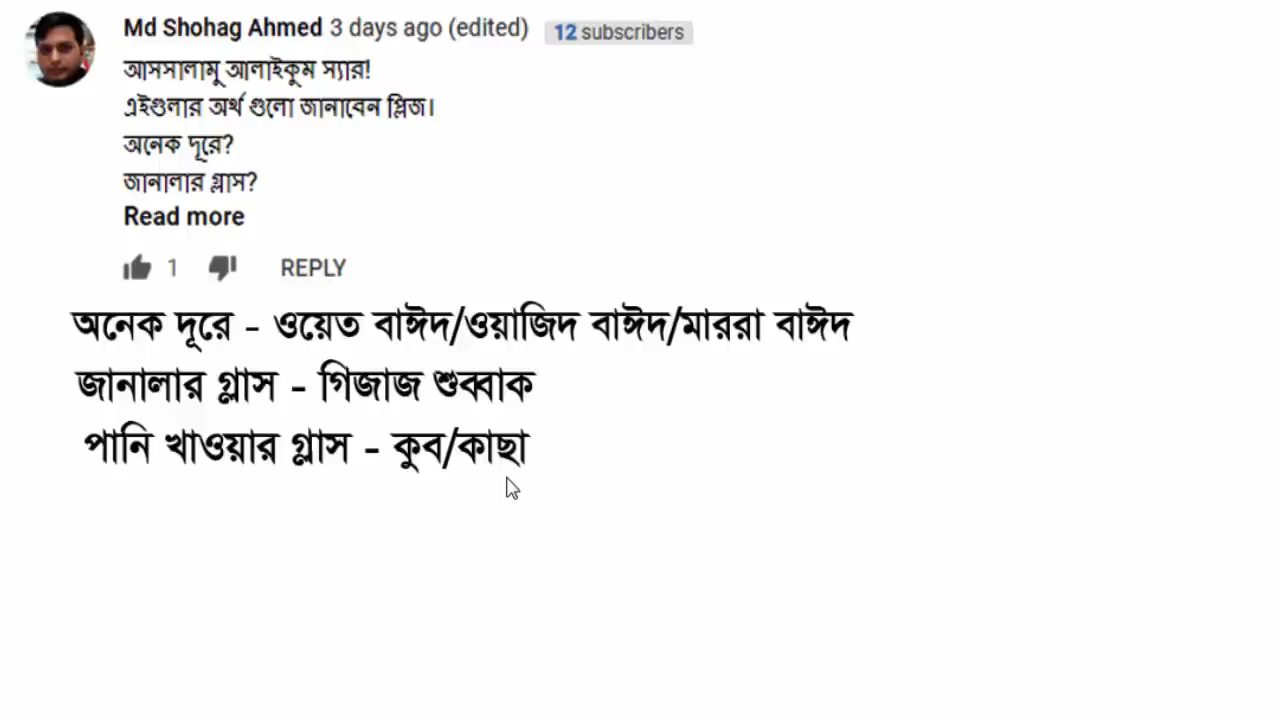 Md Shohag Ahmed 3 days ago (edited) 12 subscribers
আসসালামু আলাইকুম স্যার!
এইগুলার অর্থ গুলো জানাবেন প্লিজ।
অনেক দূরে?
জানালার গ্লাস?
Read more
1 REPLY
অনেক দূরে - ওয়েত বাঈদ/ওয়াজিদ বাঈদ/মাররা বাঈদ
জানালার গ্লাস - গিজাজ শুব্বাক
পানি খাওয়ার গ্লাস - কুব/কাছা